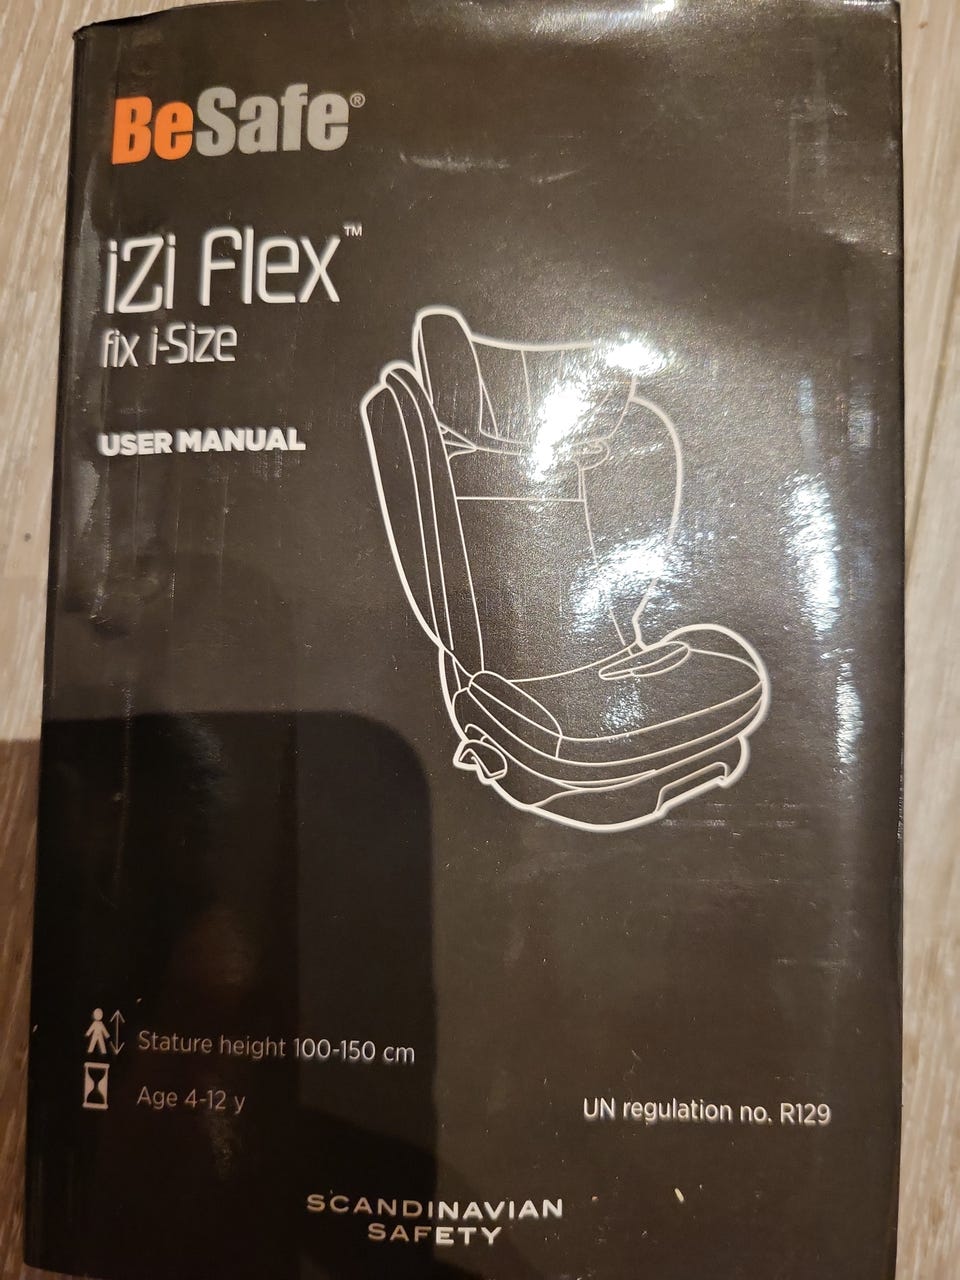 BeSafe®
iZi Flex™
fix i-Size
USER MANUAL
Stature height 100-150 cm
Age 4-12 y
UN regulation no. R129
SCANDINAVIAN
SAFETY